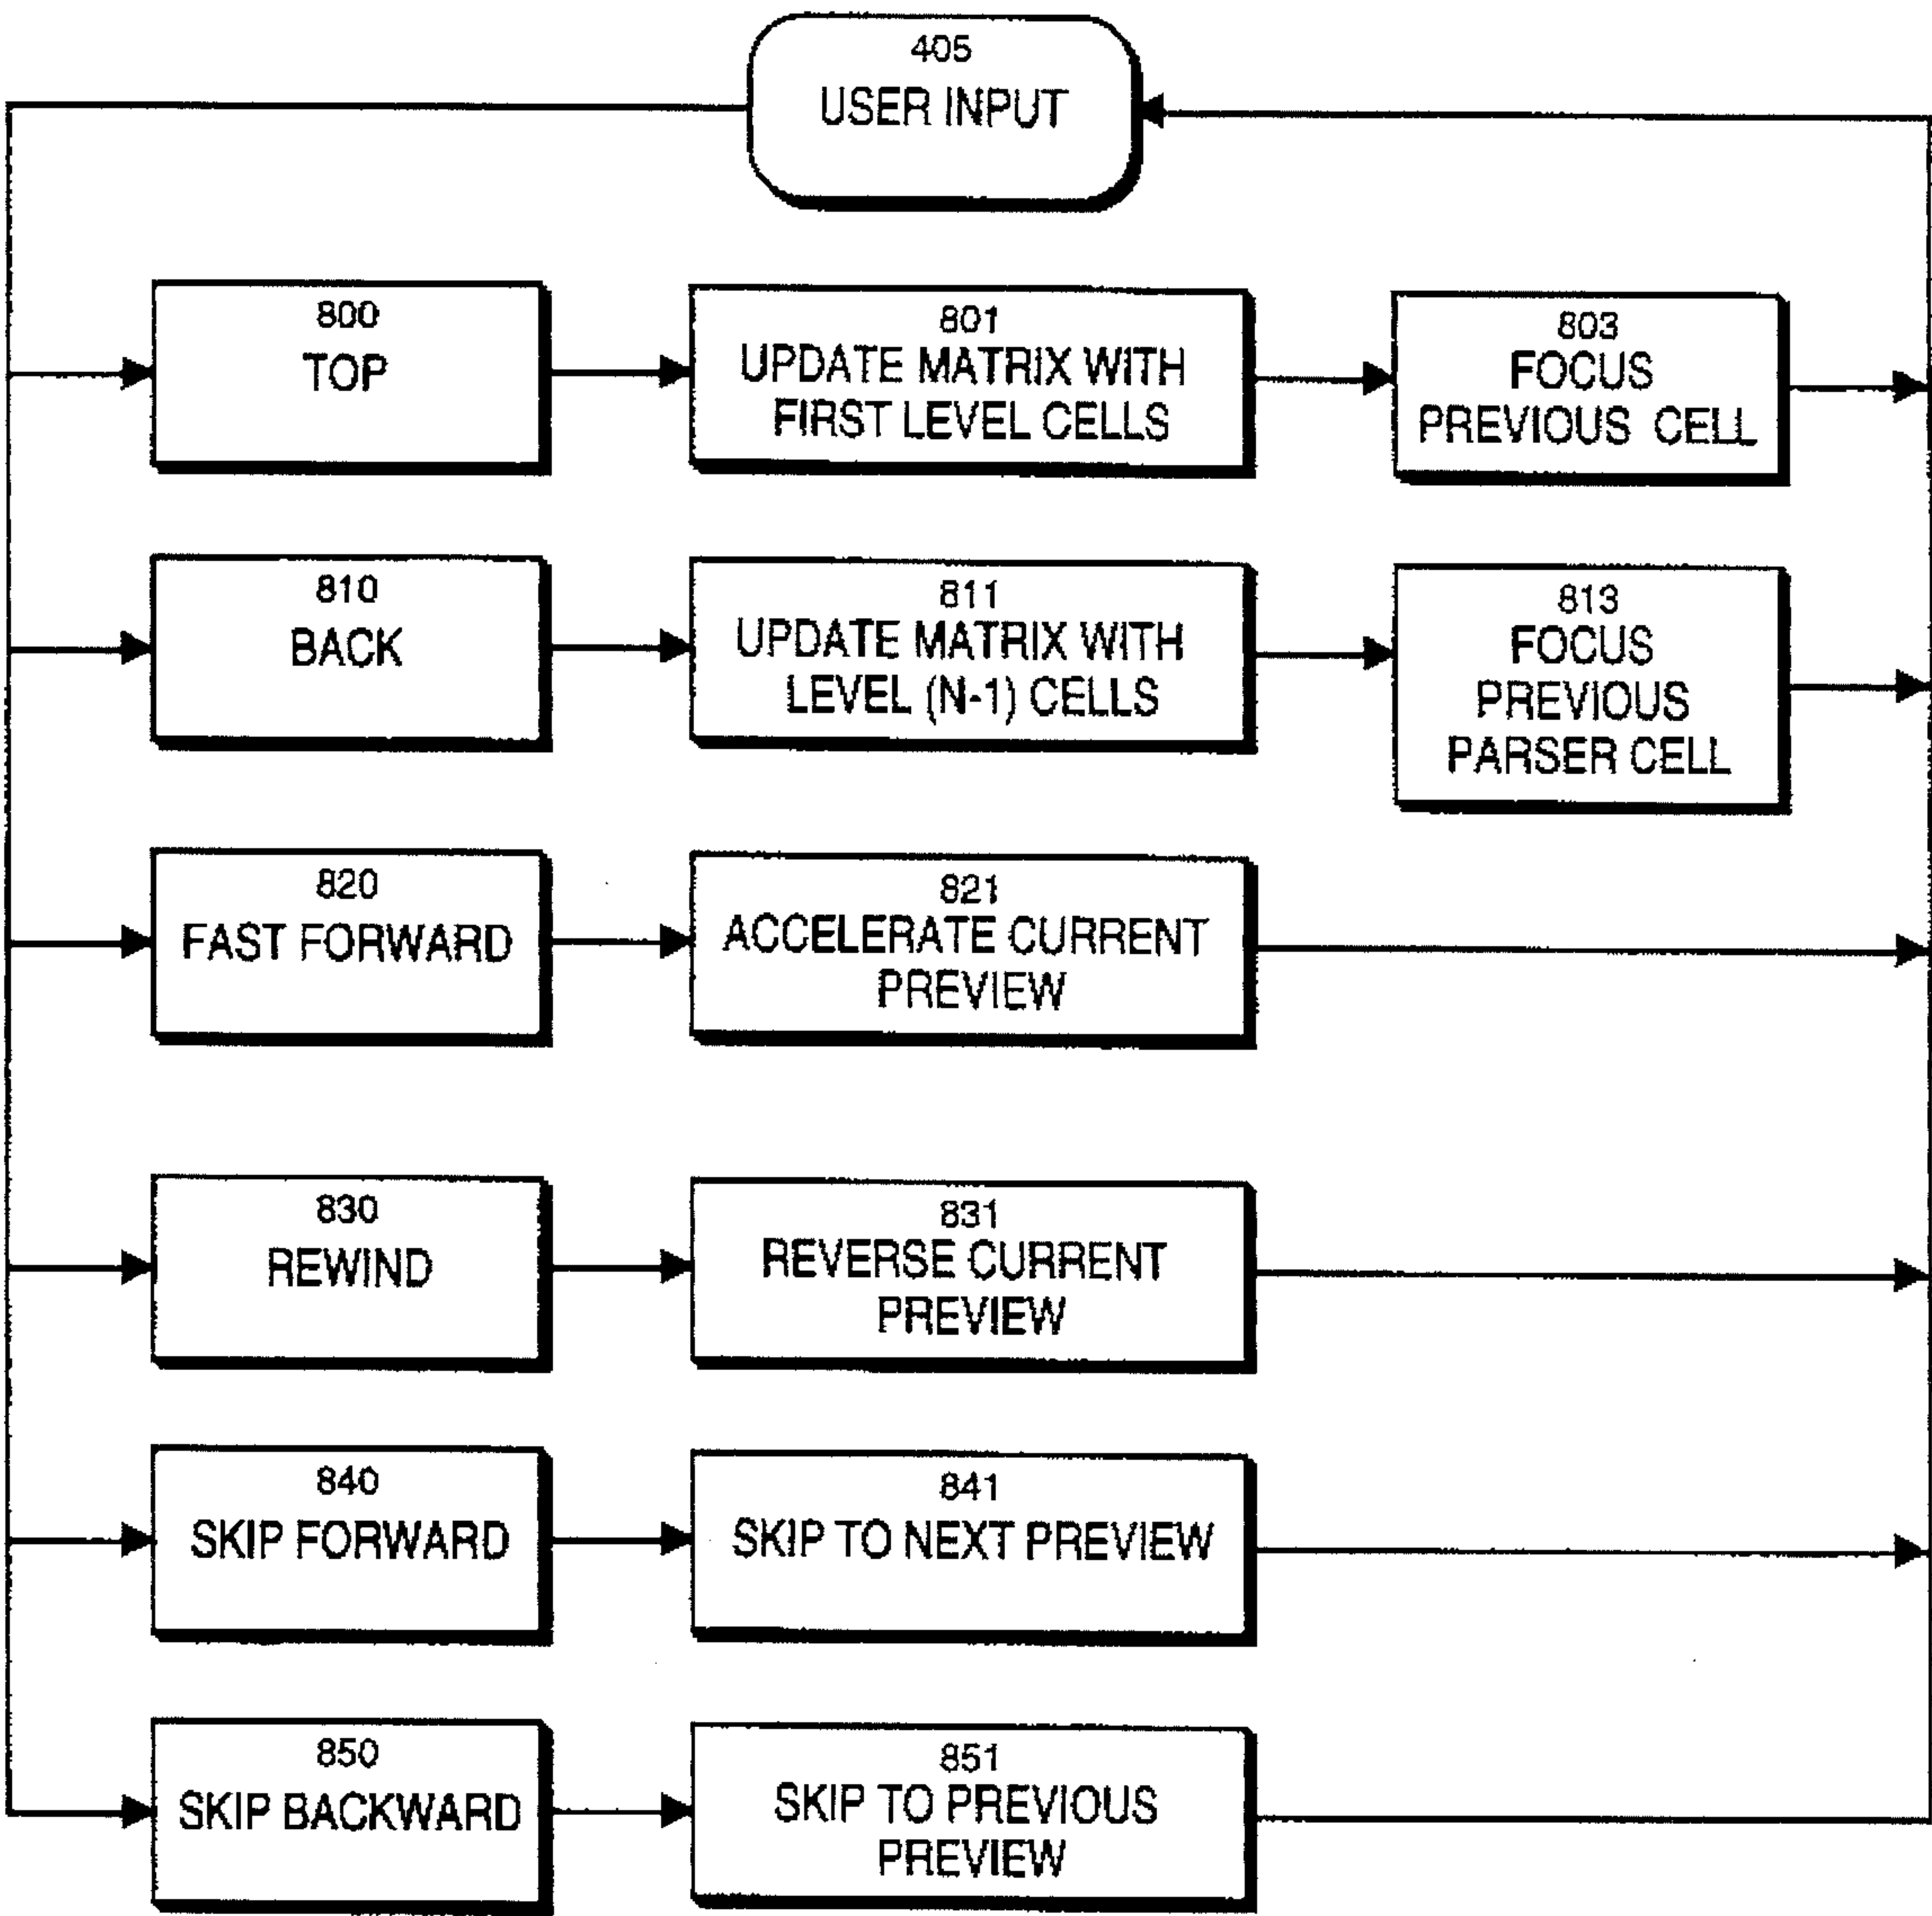 405
USER INPUT
800
TOP
801
UPDATE MATRIX WITH
FIRST LEVEL CELLS
803
FOCUS
PREVIOUS CELL
810
BACK
811
UPDATE MATRIX WITH
LEVEL (N-1) CELLS
813
FOCUS
PREVIOUS
PARSER CELL
820
FAST FORWARD
821
ACCELERATE CURRENT
PREVIEW
830
REWIND
831
REVERSE CURRENT
PREVIEW
840
SKIP FORWARD
841
SKIP TO NEXT PREVIEW
850
SKIP BACKWARD
851
SKIP TO PREVIOUS
PREVIEW